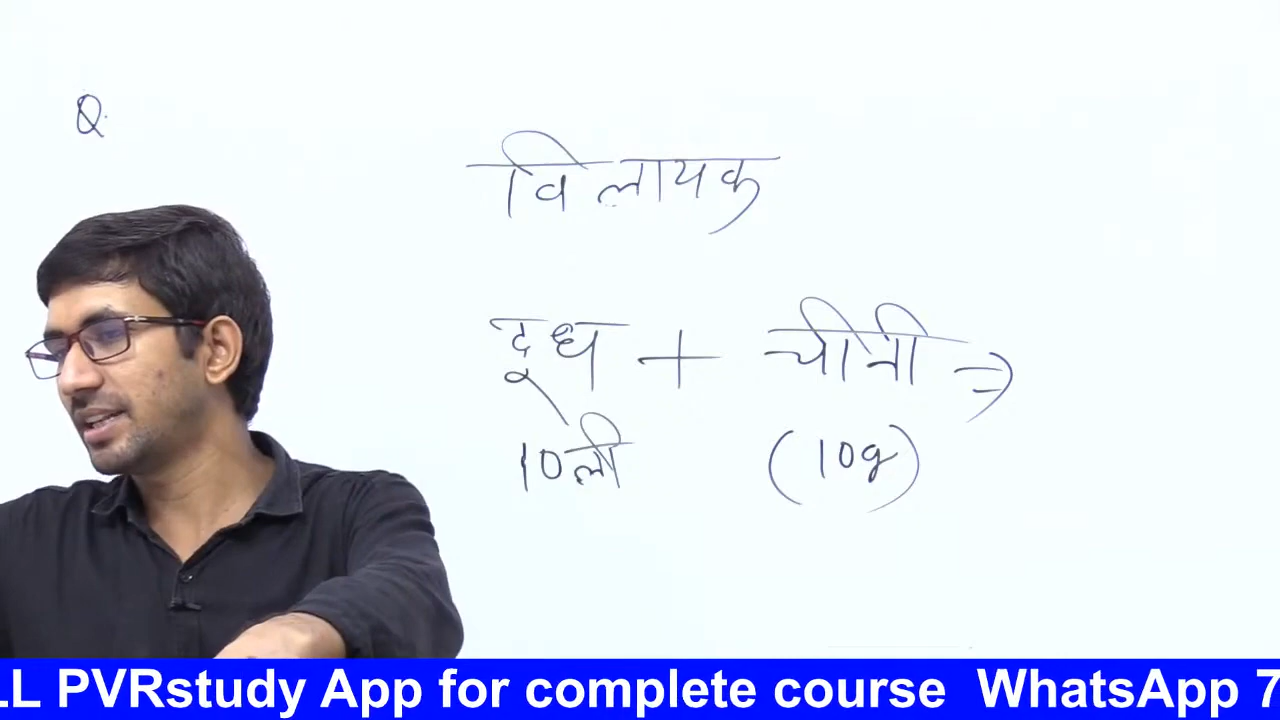 Q.
विलायक
दूध + चीनी ⇒
10ली (10g)
LL PVRstudy App for complete course WhatsApp 7